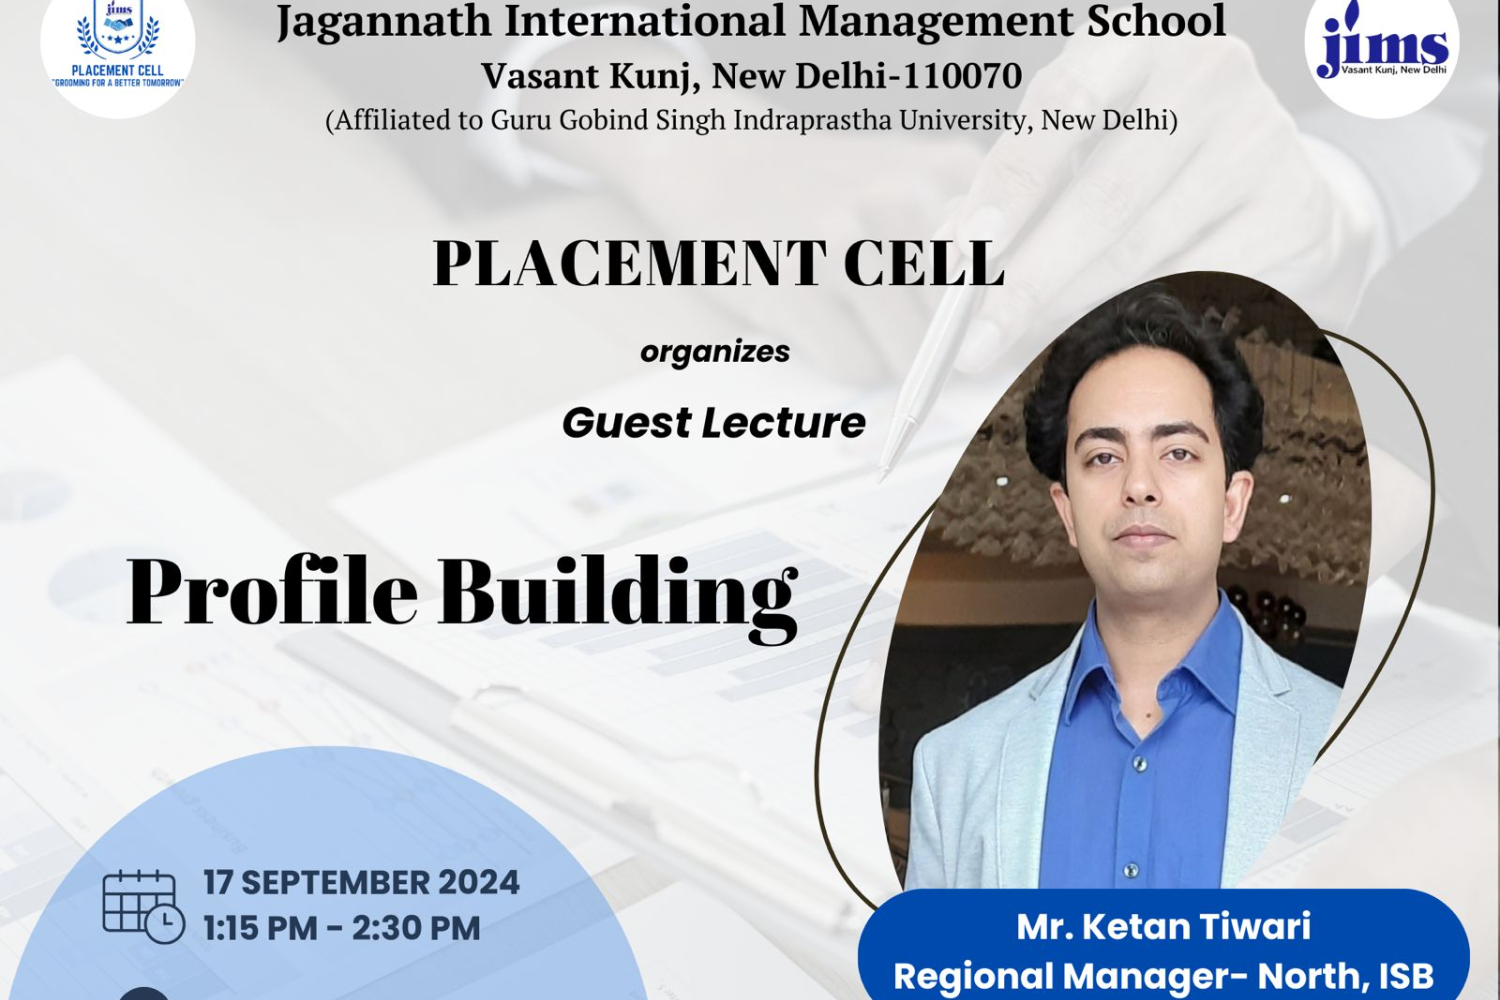 jims
PLACEMENT CELL
"GROOMING FOR A BETTER TOMORROW"
Jagannath International Management School
Vasant Kunj, New Delhi-110070
(Affiliated to Guru Gobind Singh Indraprastha University, New Delhi)
jims
Vasant Kunj, New Delhi
PLACEMENT CELL
organizes
Guest Lecture
Profile Building
17 SEPTEMBER 2024
1:15 PM - 2:30 PM
Mr. Ketan Tiwari
Regional Manager- North, ISB